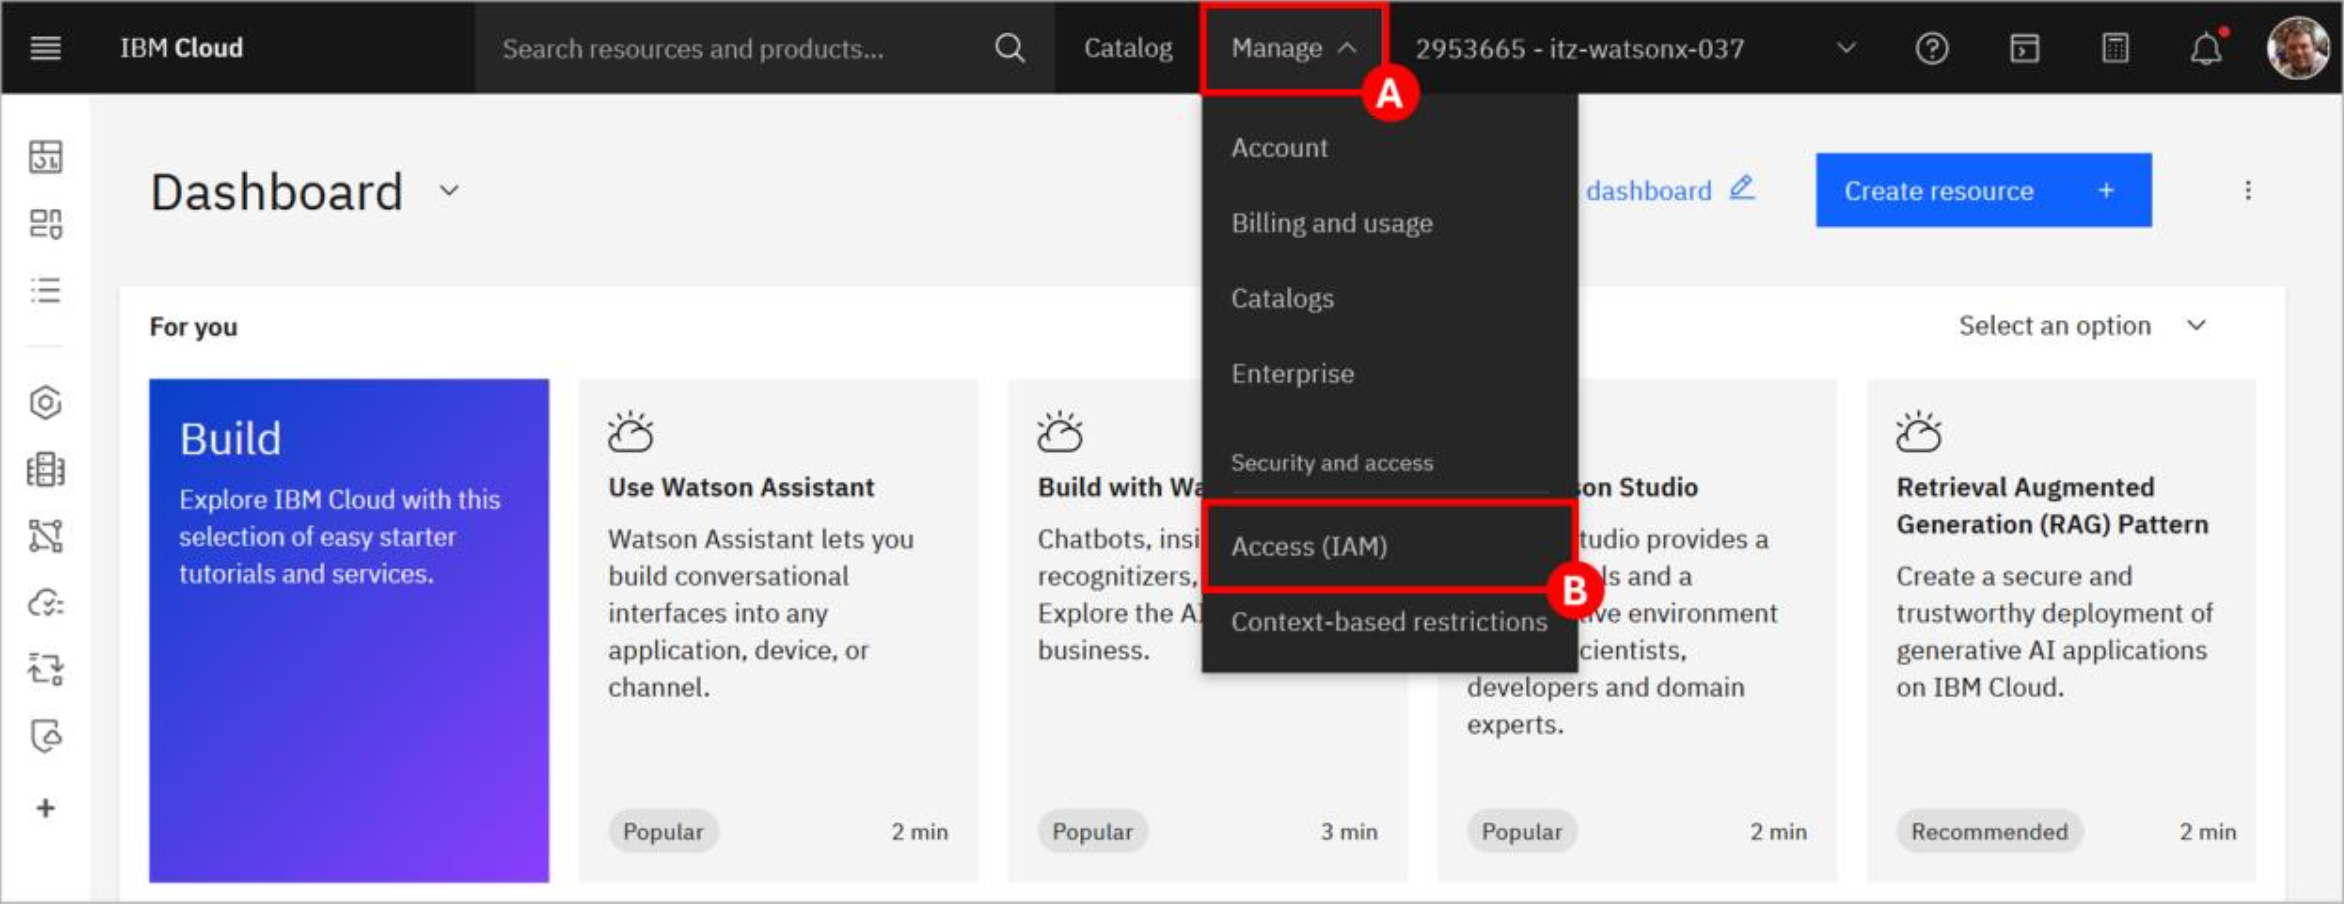 IBM Cloud
Search resources and products...
Catalog
Manage
2953665 - itz-watsonx-037
A
Account
Billing and usage
Catalogs
Enterprise
Security and access
Access (IAM)
B
Context-based restrictions
Dashboard
dashboard
Create resource +
For you
Select an option
Build
Explore IBM Cloud with this
selection of easy starter
tutorials and services.
Use Watson Assistant
Watson Assistant lets you
build conversational
interfaces into any
application, device, or
channel.
Popular
2 min
Build with Wa
Chatbots, insi
recognitizers,
Explore the A
business.
Popular
3 min
son Studio
tudio provides a
ls and a
ive environment
cientists,
developers and domain
experts.
Popular
2 min
Retrieval Augmented
Generation (RAG) Pattern
Create a secure and
trustworthy deployment of
generative AI applications
on IBM Cloud.
Recommended
2 min